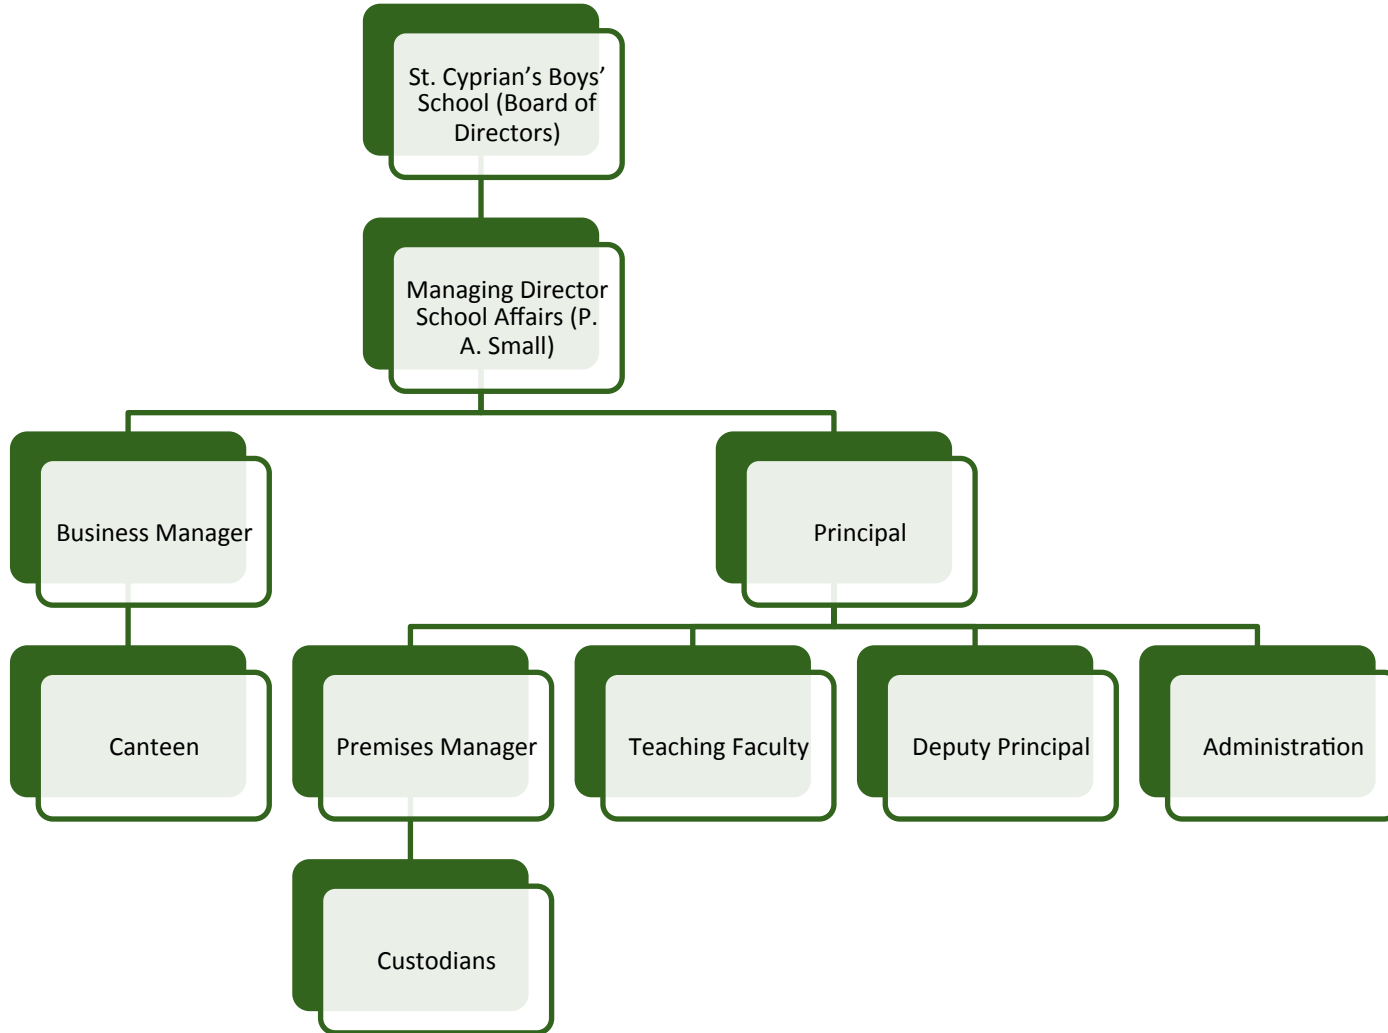 St. Cyprian’s Boys’
School (Board of
Directors)
Managing Director
School Affairs (P.
A. Small)
Business Manager
Principal
Canteen
Premises Manager
Teaching Faculty
Deputy Principal
Administration
Custodians